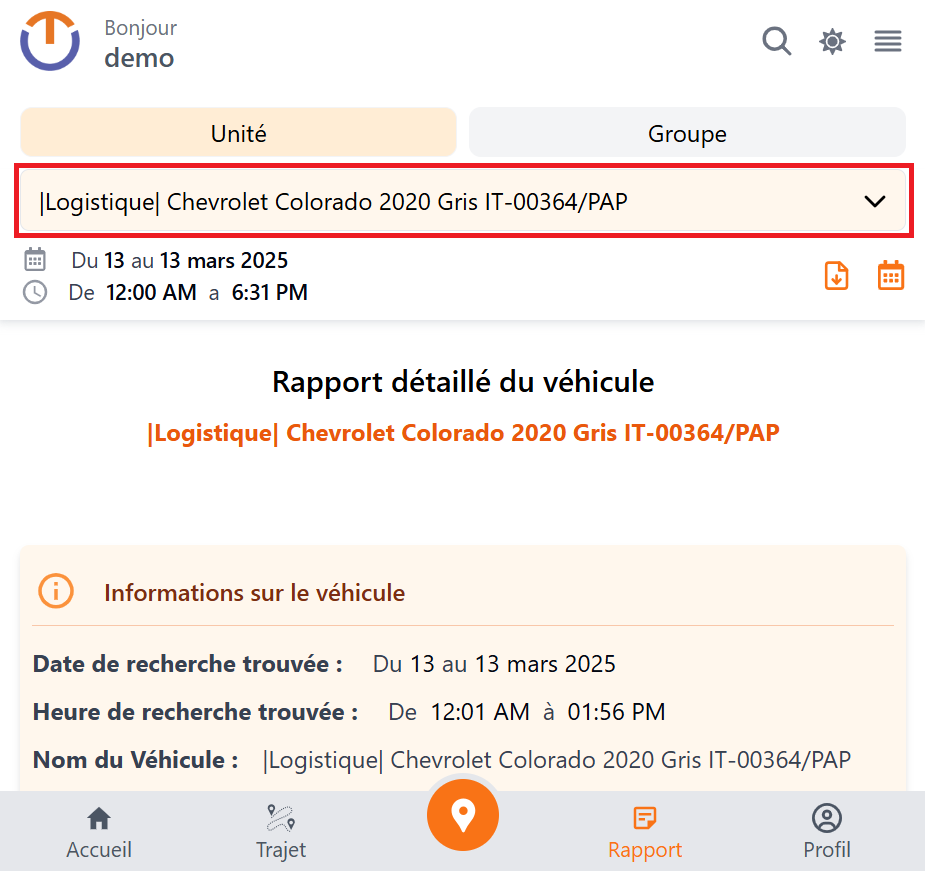 Bonjour
demo
Unité
Groupe
|Logistique| Chevrolet Colorado 2020 Gris IT-00364/PAP
Du 13 au 13 mars 2025
De 12:00 AM a 6:31 PM
Rapport détaillé du véhicule
|Logistique| Chevrolet Colorado 2020 Gris IT-00364/PAP
Informations sur le véhicule
Date de recherche trouvée : Du 13 au 13 mars 2025
Heure de recherche trouvée : De 12:01 AM à 01:56 PM
Nom du Véhicule : |Logistique| Chevrolet Colorado 2020 Gris IT-00364/PAP
Accueil
Trajet
Rapport
Profil